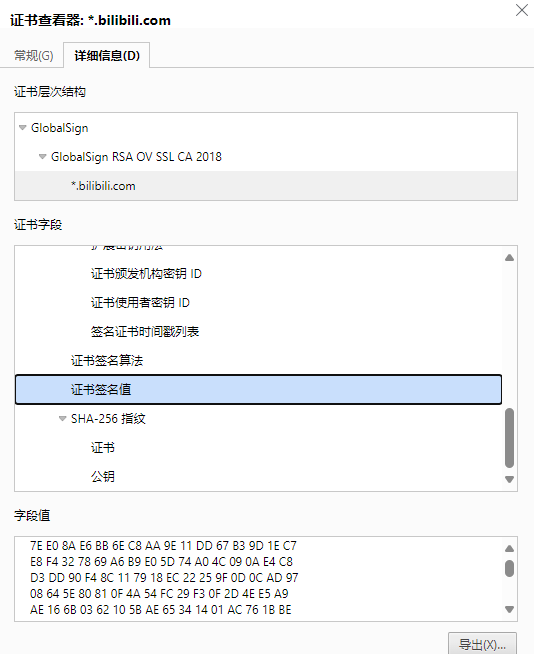 证书查看器: *.bilibili.com
常规(G) 详细信息(D)
证书层次结构
GlobalSign
GlobalSign RSA OV SSL CA 2018
*.bilibili.com
证书字段
扩展密钥用法
证书颁发机构密钥 ID
证书使用者密钥 ID
签名证书时间戳列表
证书签名算法
证书签名值
SHA-256 指纹
证书
公钥
字段值
7E E0 8A E6 BB 6E C8 AA 9E 11 DD 67 B3 9D 1E C7
E8 F4 32 78 69 A6 B9 E0 5D 74 A0 4C 09 0A E4 C8
D3 DD 90 F4 8C 11 79 18 EC 22 25 9F 0D 0C AD 97
08 64 5E 80 81 0F 4A 54 FC 29 F3 0F 2D 4E E5 A9
AE 16 6B 03 62 10 5B AE 65 34 14 01 AC 76 1B BE
导出(X)...